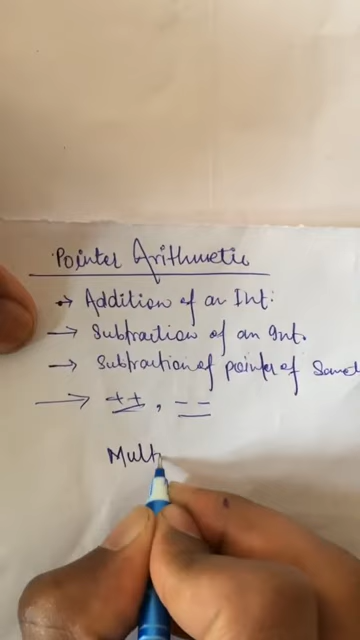 Pointer Arithmetic
→ Addition of an Int:
→ Subtraction of an Int.
→ Subtraction of pointer of Same
→ ++, --
Mult